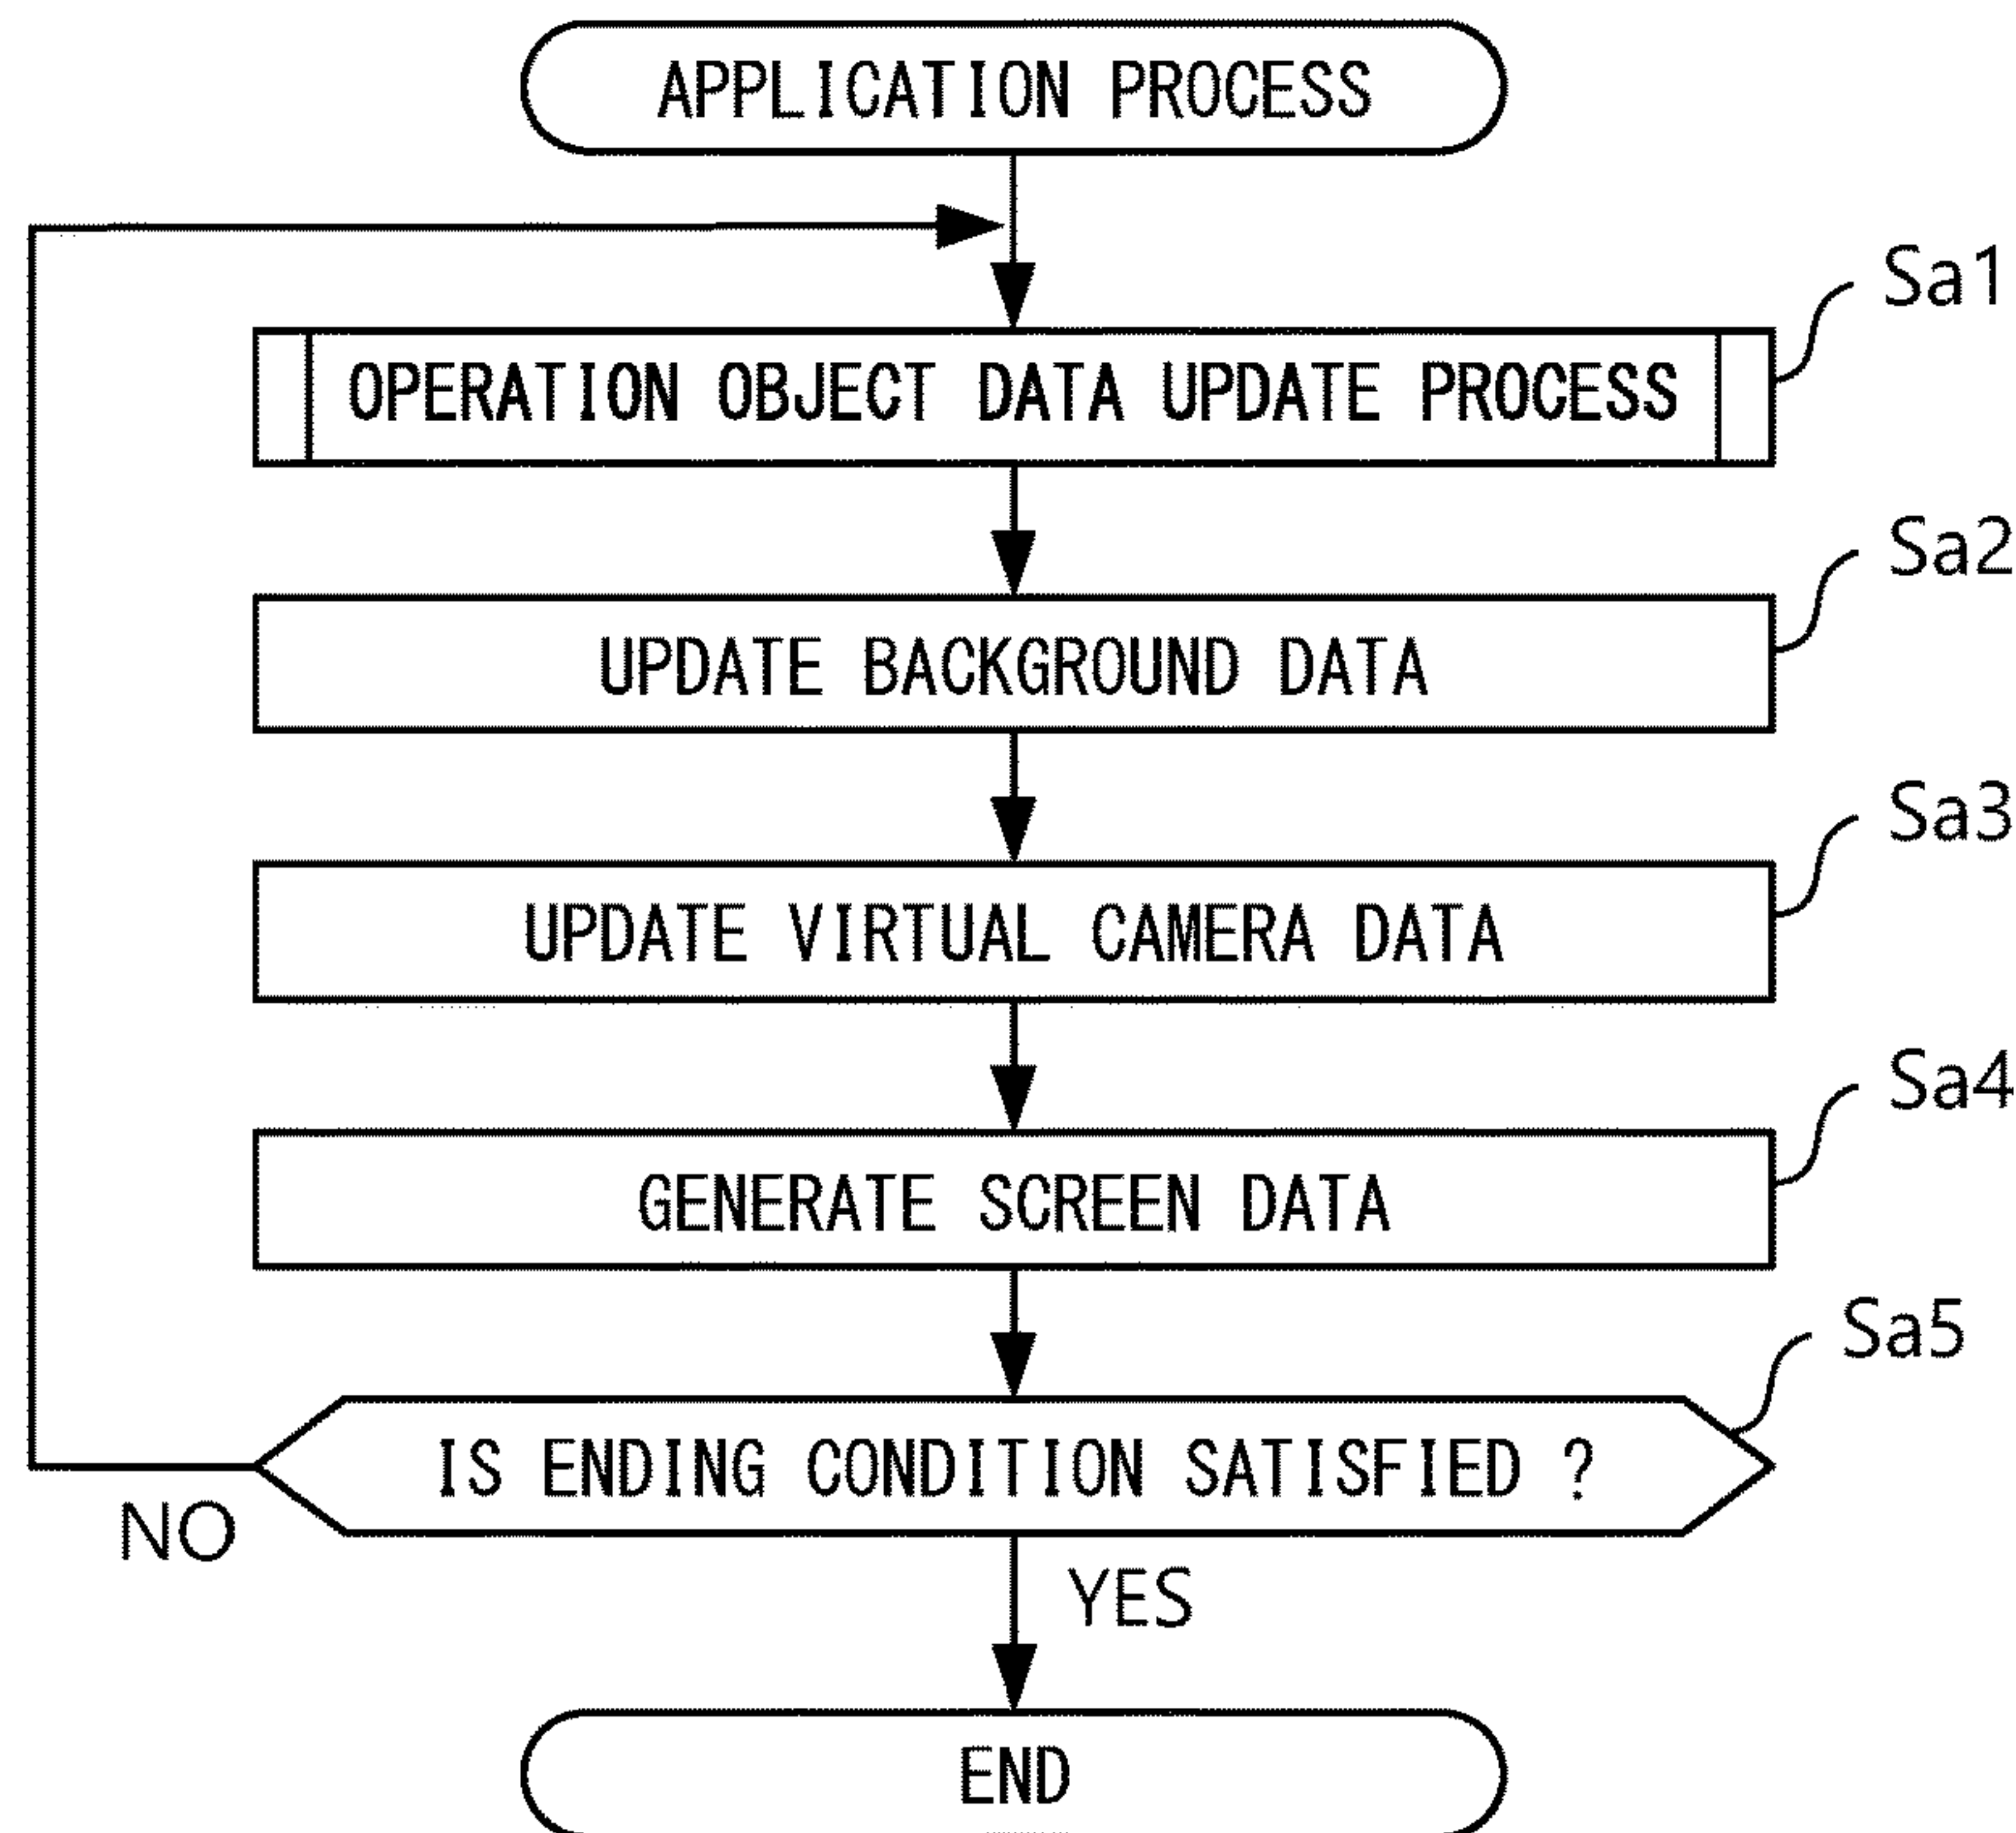 APPLICATION PROCESS
Sa1
OPERATION OBJECT DATA UPDATE PROCESS
Sa2
UPDATE BACKGROUND DATA
Sa3
UPDATE VIRTUAL CAMERA DATA
Sa4
GENERATE SCREEN DATA
Sa5
IS ENDING CONDITION SATISFIED ?
NO
YES
END